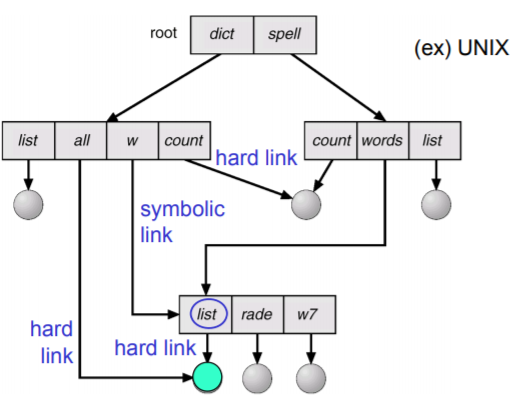 root dict spell
(ex) UNIX
list all w count
count words list
hard link
symbolic
link
list rade w7
hard
link
hard link